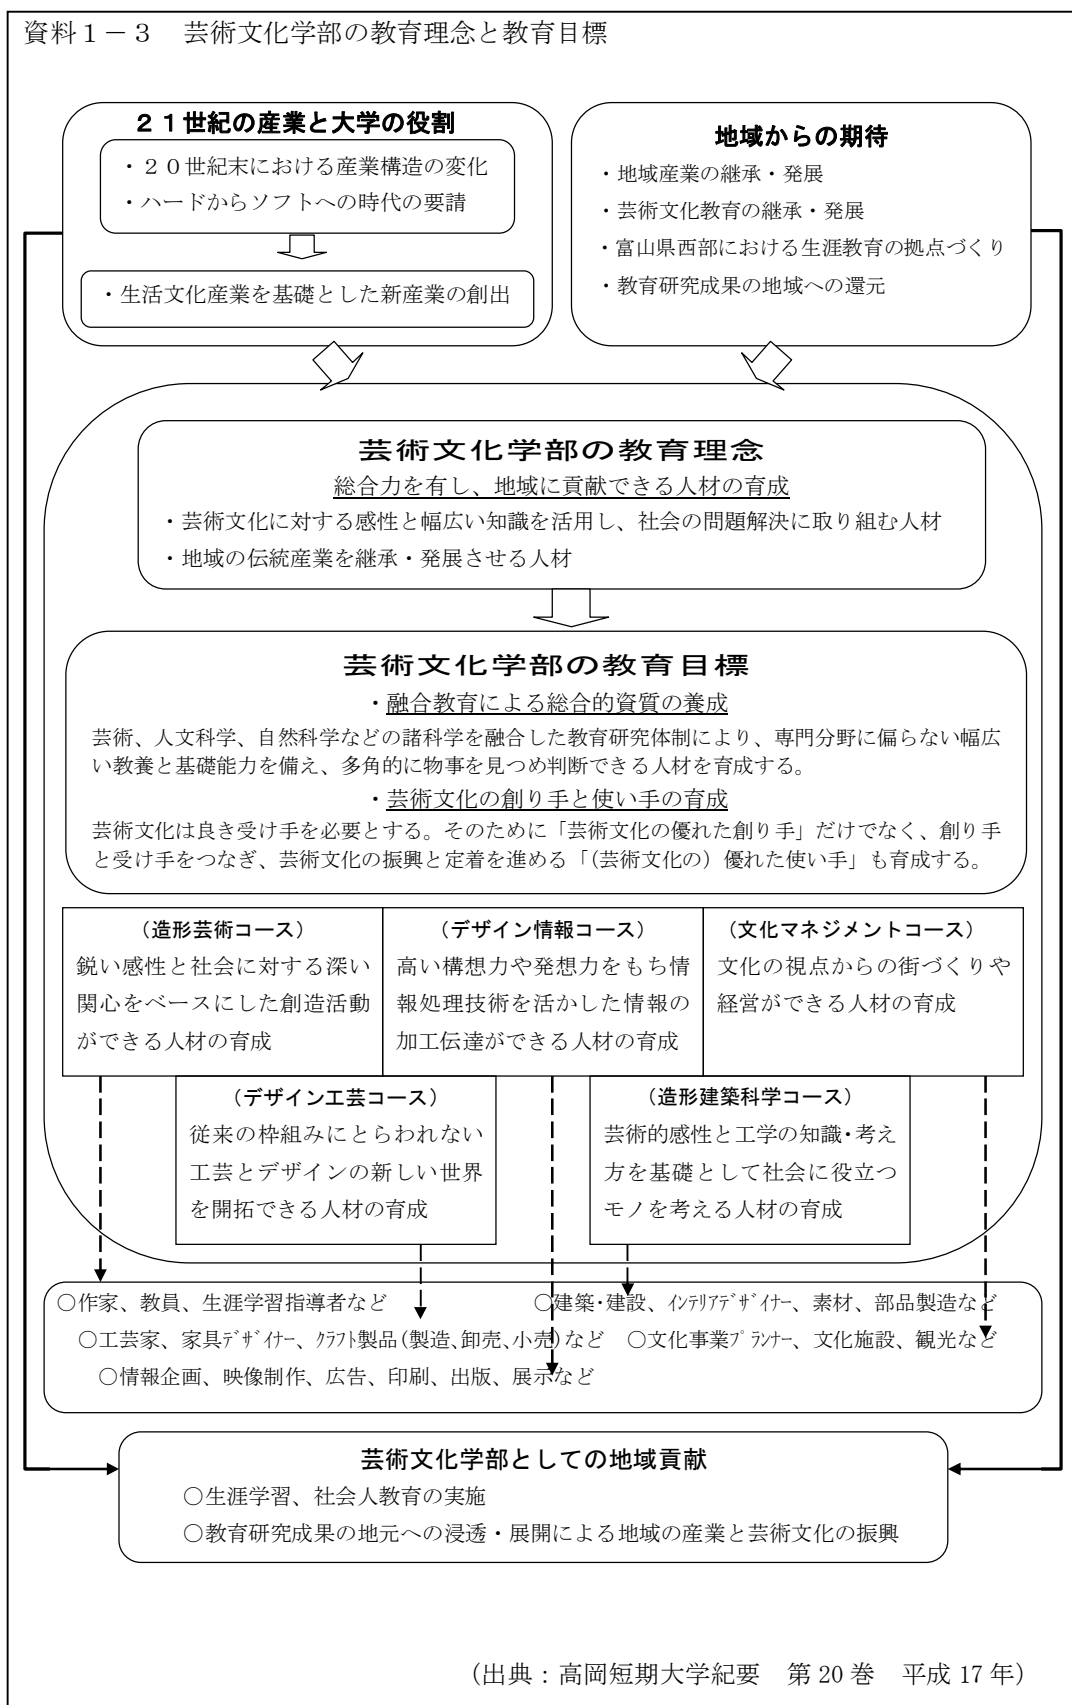 資料1－3　芸術文化学部の教育理念と教育目標
２１世紀の産業と大学の役割
・２０世紀末における産業構造の変化
・ハードからソフトへの時代の要請
・生活文化産業を基礎とした新産業の創出
地域からの期待
・地域産業の継承・発展
・芸術文化教育の継承・発展
・富山県西部における生涯教育の拠点づくり
・教育研究成果の地域への還元
芸術文化学部の教育理念
総合力を有し、地域に貢献できる人材の育成
・芸術文化に対する感性と幅広い知識を活用し、社会の問題解決に取り組む人材
・地域の伝統産業を継承・発展させる人材
芸術文化学部の教育目標
・融合教育による総合的資質の養成
芸術、人文科学、自然科学などの諸科学を融合した教育研究体制により、専門分野に偏らない幅広
い教養と基礎能力を備え、多角的に物事を見つめ判断できる人材を育成する。
・芸術文化の創り手と使い手の育成
芸術文化は良き受け手を必要とする。そのために「芸術文化の優れた創り手」だけでなく、創り手
と受け手をつなぎ、芸術文化の振興と定着を進める「(芸術文化の）優れた使い手」も育成する。
（造形芸術コース）
鋭い感性と社会に対する深い
関心をベースにした創造活動
ができる人材の育成
（デザイン情報コース）
高い構想力や発想力をもち情
報処理技術を活かした情報の
加工伝達ができる人材の育成
（文化マネジメントコース）
文化の視点からの街づくりや
経営ができる人材の育成
（デザイン工芸コース）
従来の枠組みにとらわれない
工芸とデザインの新しい世界
を開拓できる人材の育成
（造形建築科学コース）
芸術的感性と工学の知識・考え
方を基礎として社会に役立つ
モノを考える人材の育成
○作家、教員、生涯学習指導者など　○建築・建設、ｲﾝﾃﾘｱﾃﾞｻﾞｲﾅｰ、素材、部品製造など
○工芸家、家具ﾃﾞｻﾞｲﾅｰ、ｸﾗﾌﾄ製品(製造、卸売、小売)など　○文化事業ﾌﾟﾗﾝﾅｰ、文化施設、観光など
○情報企画、映像制作、広告、印刷、出版、展示など
芸術文化学部としての地域貢献
○生涯学習、社会人教育の実施
○教育研究成果の地元への浸透・展開による地域の産業と芸術文化の振興
（出典：高岡短期大学紀要　第 20 巻　平成 17 年）